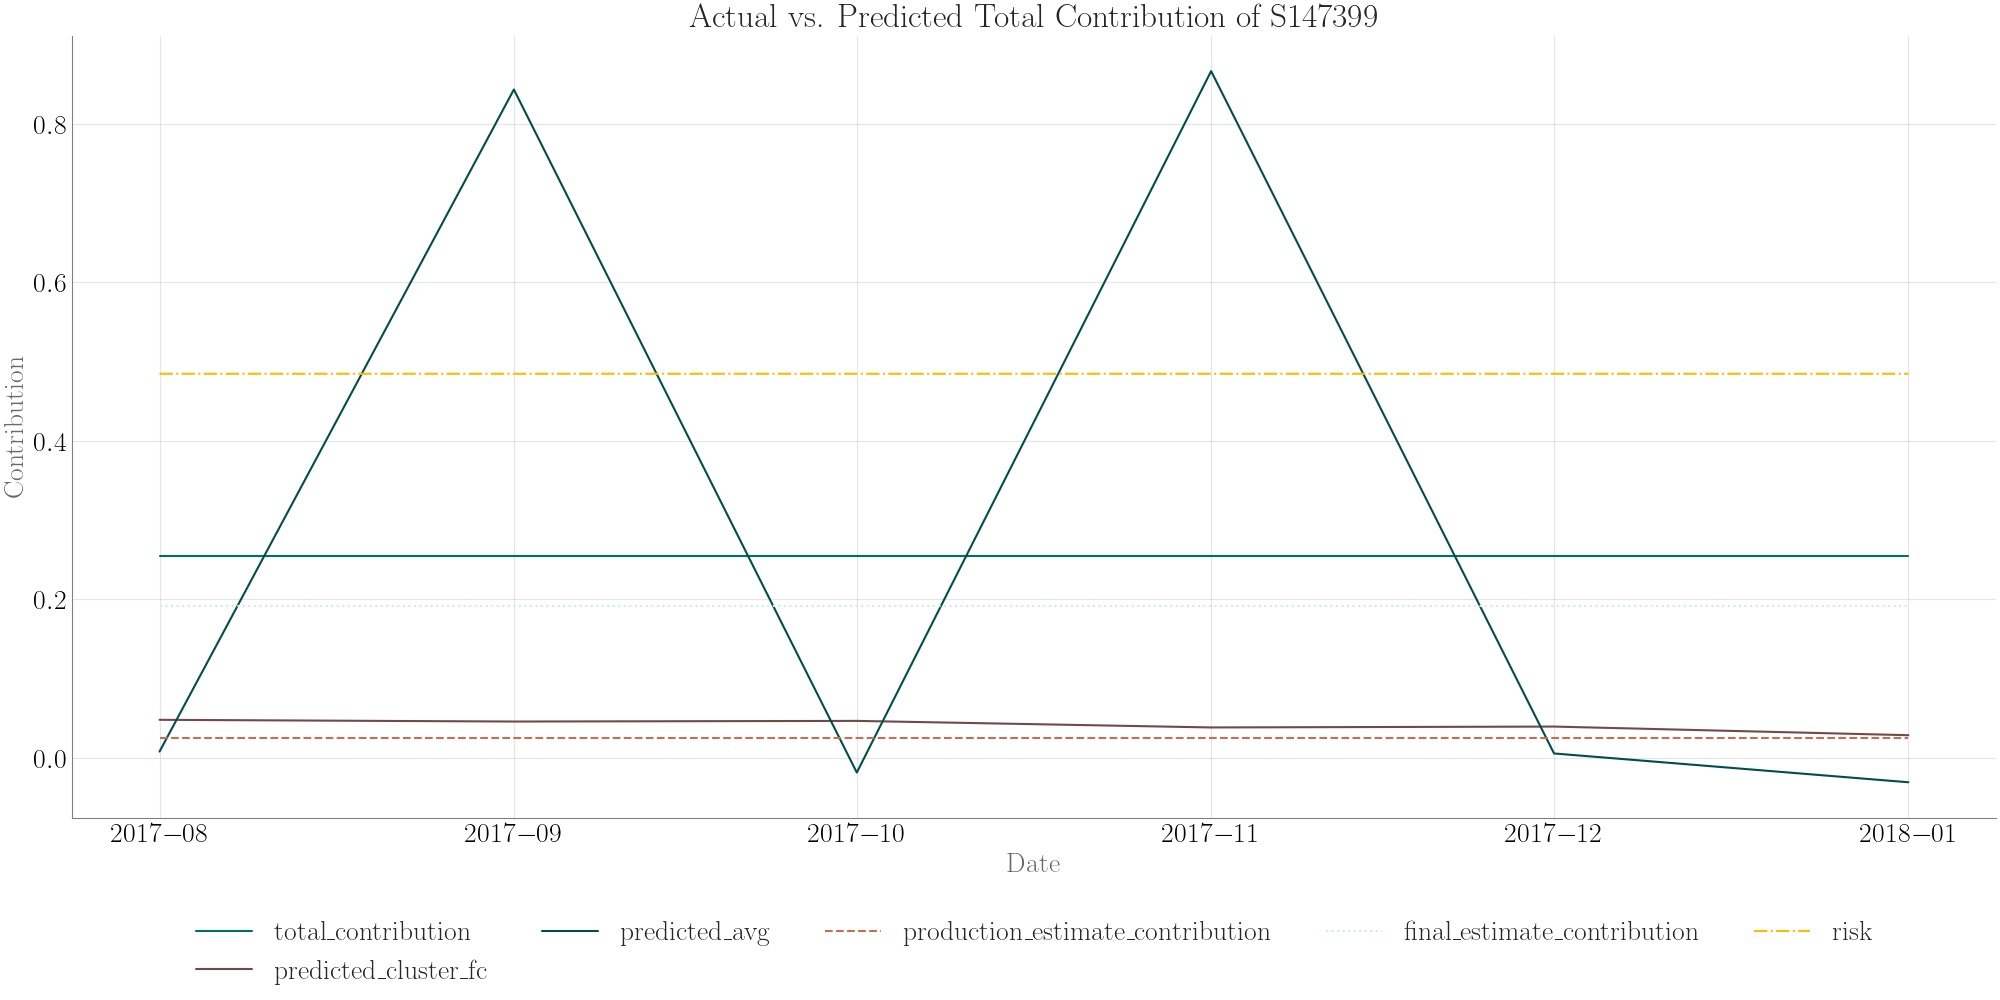 Actual vs. Predicted Total Contribution of S147399
Contribution
0.8
0.6
0.4
0.2
0.0
2017–08 2017–09 2017–10 2017–11 2017–12 2018–01
Date
total_contribution predicted_avg production_estimate_contribution final_estimate_contribution risk
predicted_cluster_fc